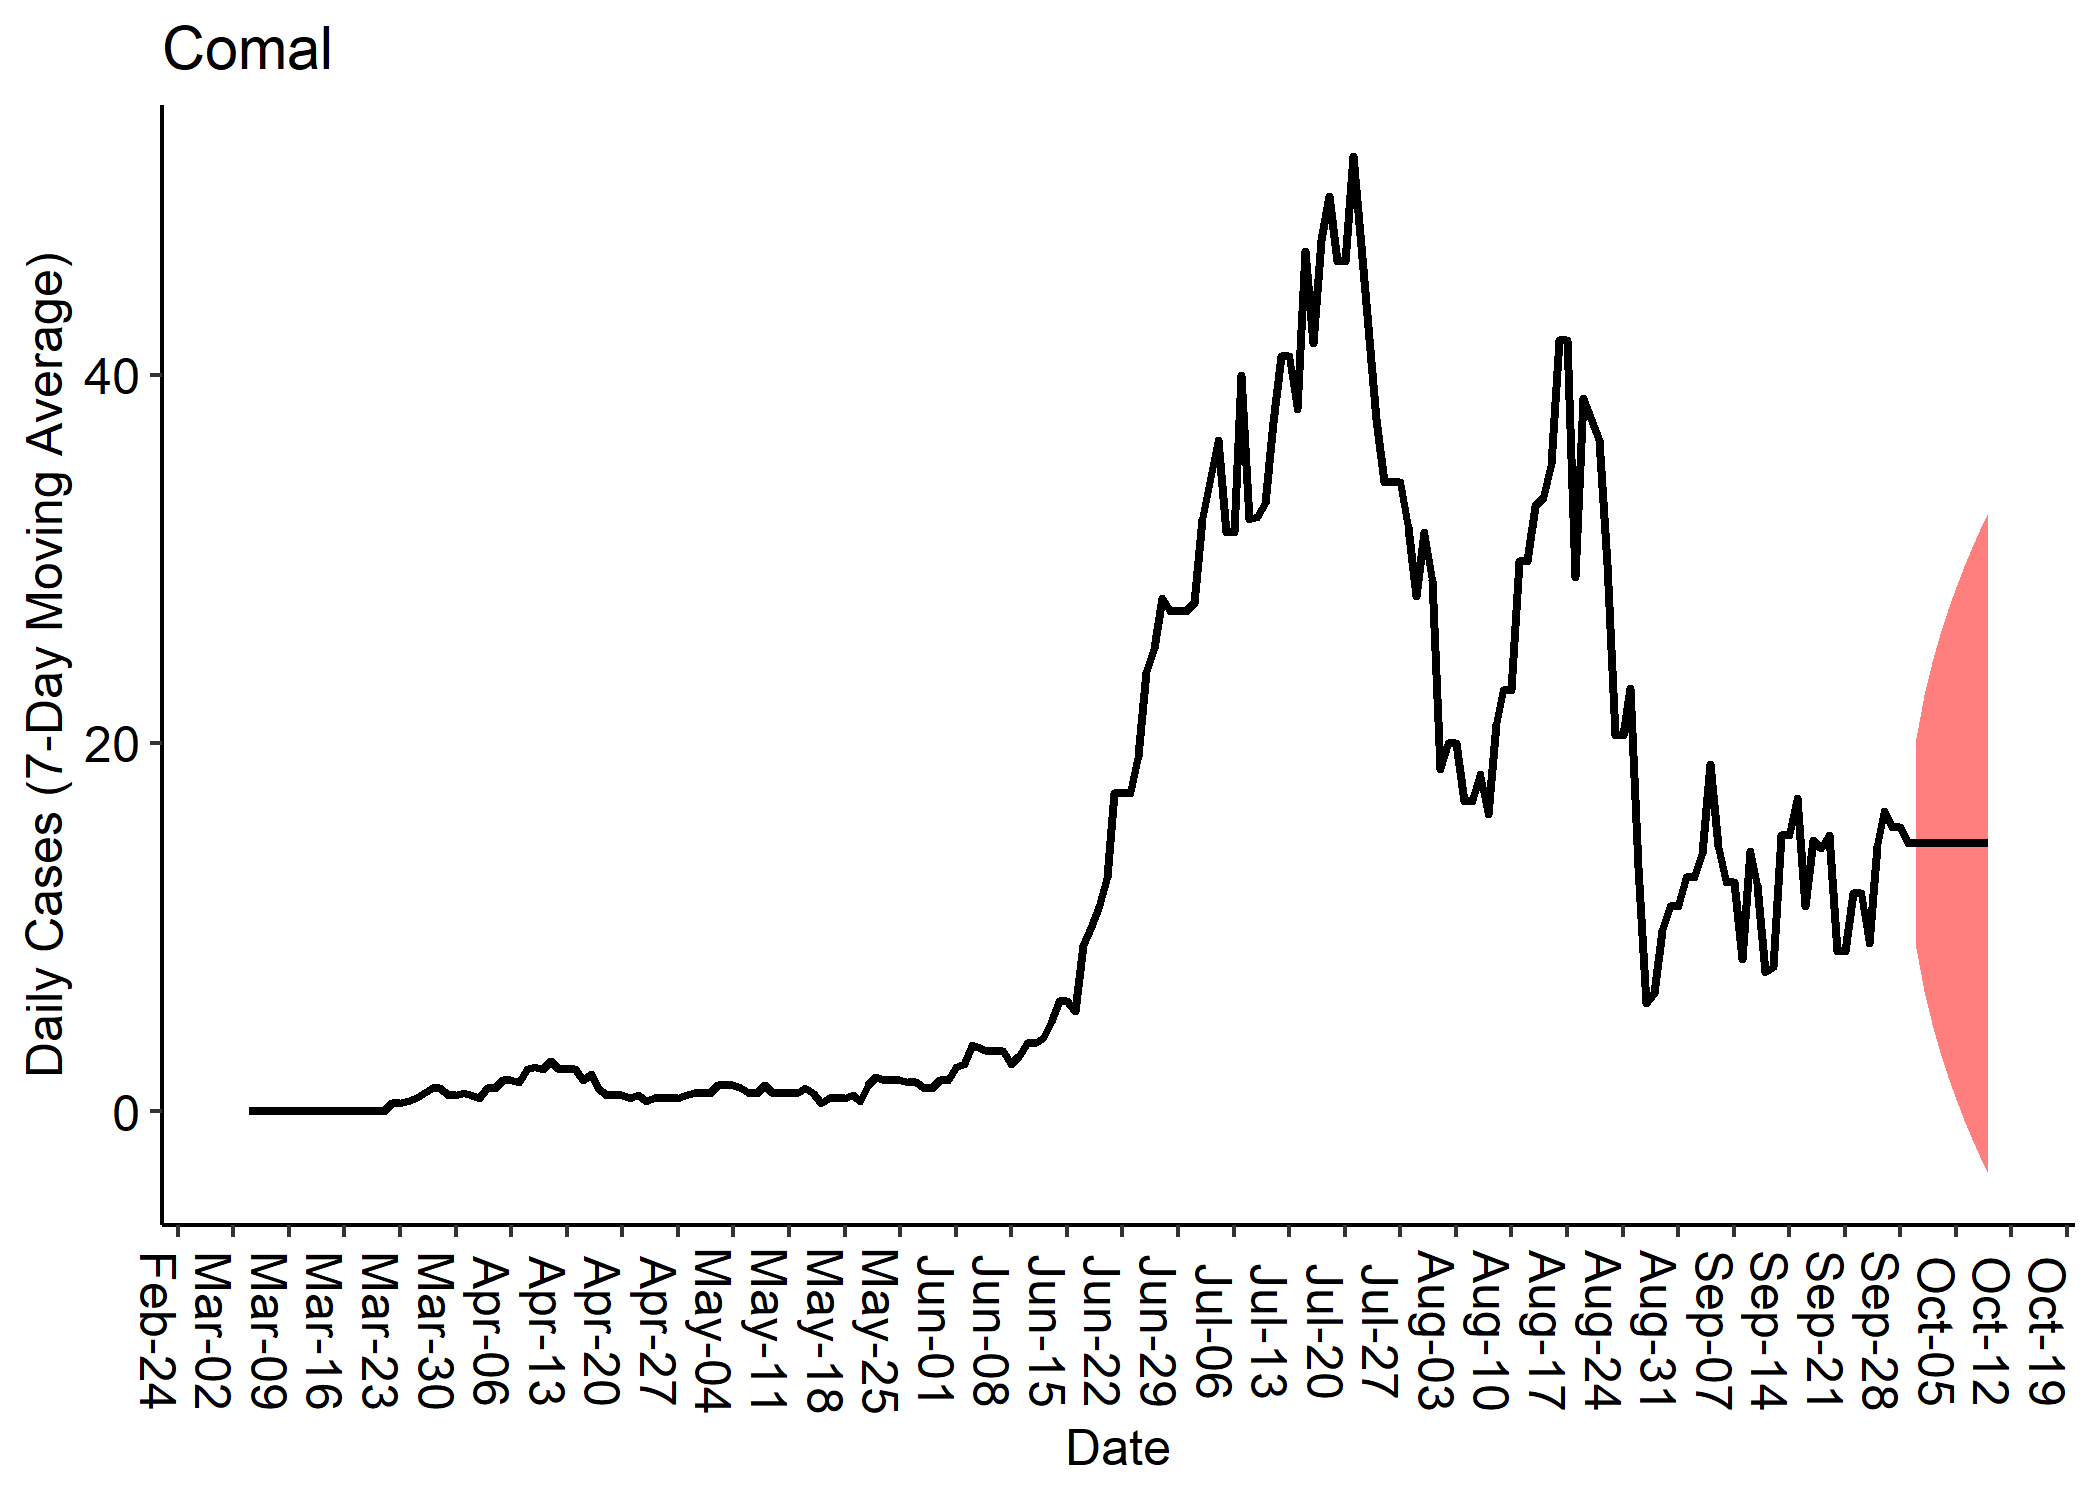 Comal
Daily Cases (7-Day Moving Average)
40
20
0
Feb-24
Mar-02
Mar-09
Mar-16
Mar-23
Mar-30
Apr-06
Apr-13
Apr-20
Apr-27
May-04
May-11
May-18
May-25
Jun-01
Jun-08
Jun-15
Jun-22
Jun-29
Jul-06
Jul-13
Jul-20
Jul-27
Aug-03
Aug-10
Aug-17
Aug-24
Aug-31
Sep-07
Sep-14
Sep-21
Sep-28
Oct-05
Oct-12
Oct-19
Date